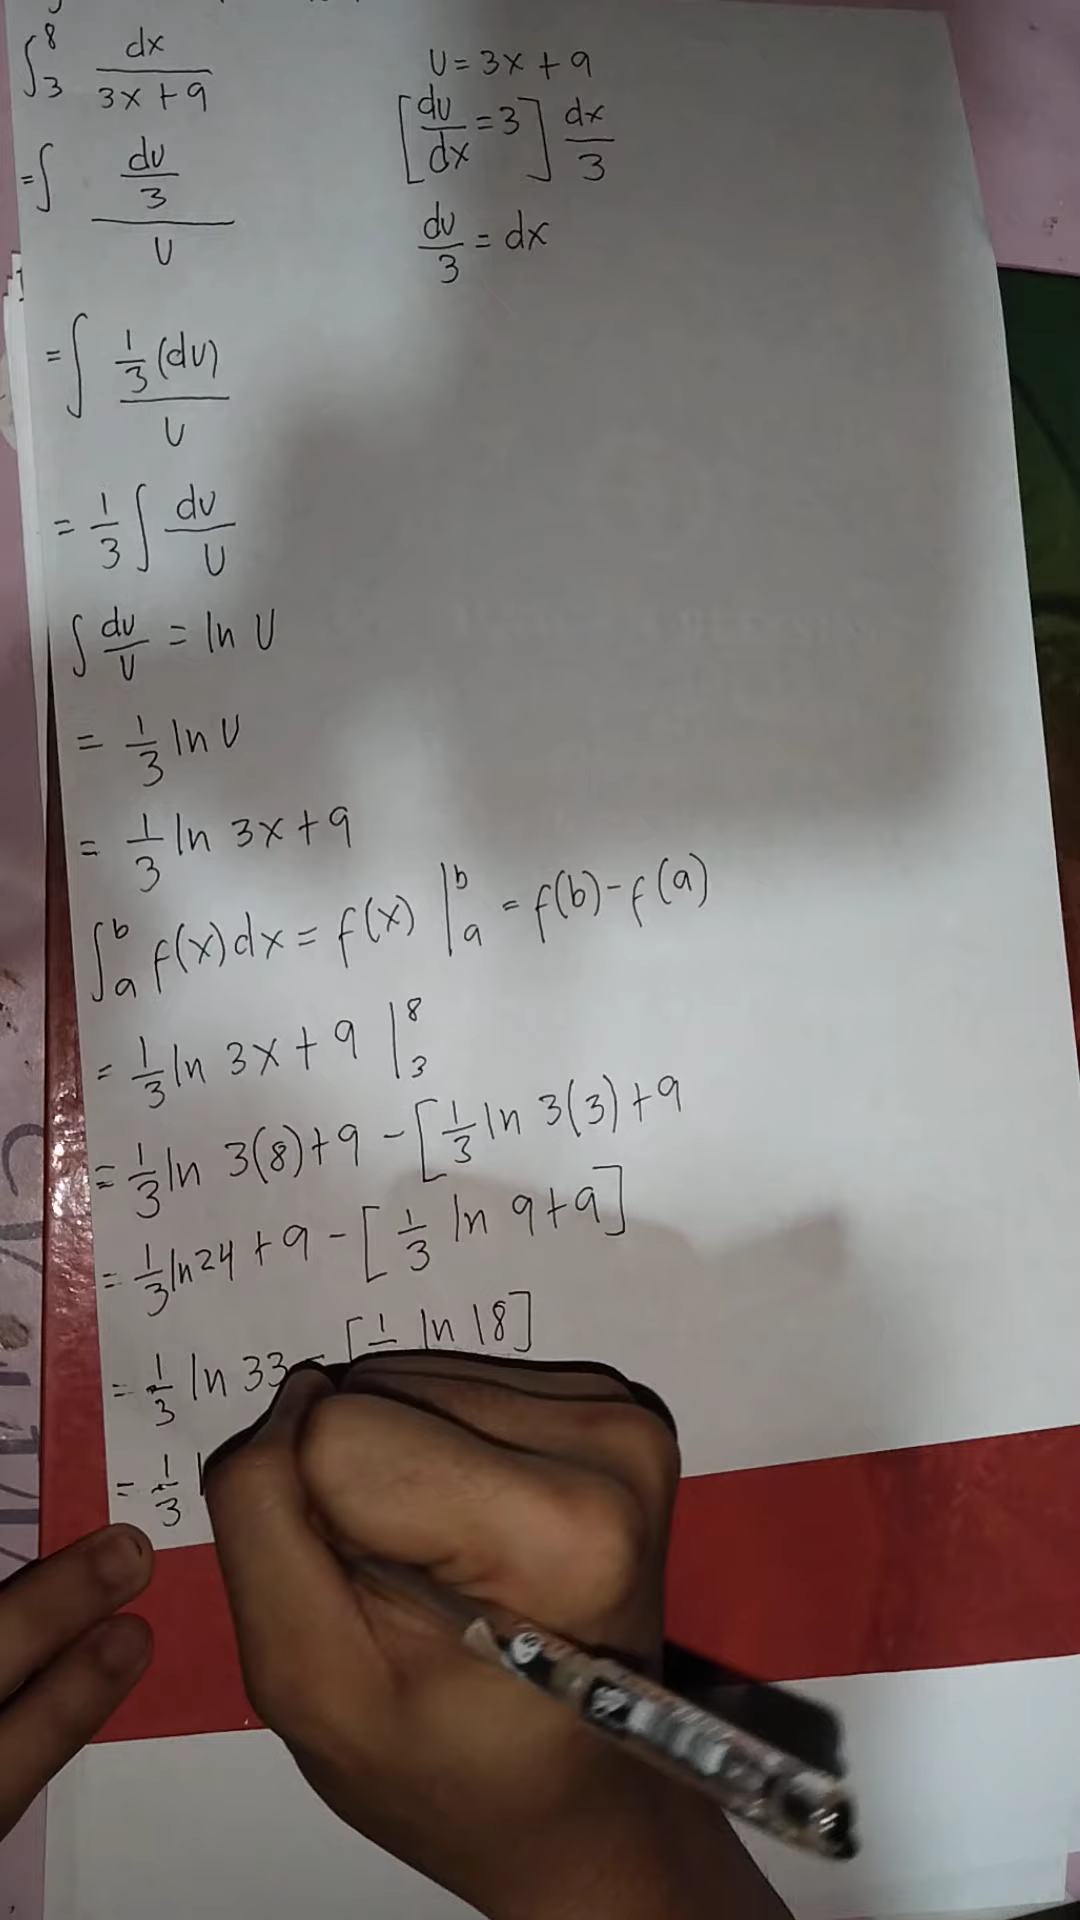 ∫₃⁸ dx/(3x+9)
U = 3x + 9
= ∫ (du/3)/U
[du/dx = 3] dx/3
du/3 = dx
= ∫ (1/3 (du))/U
= 1/3 ∫ du/U
∫ du/U = ln U
= 1/3 ln U
= 1/3 ln 3x + 9
∫ₐᵇ f(x)dx = f(x) |ₐᵇ = f(b) - f(a)
= 1/3 ln 3x + 9 |₃⁸
= 1/3 ln 3(8)+9 - [1/3 ln 3(3)+9
= 1/3 ln 24 + 9 - [1/3 ln 9+9]
= 1/3 ln 33 - [ ln 18]
= 1/3